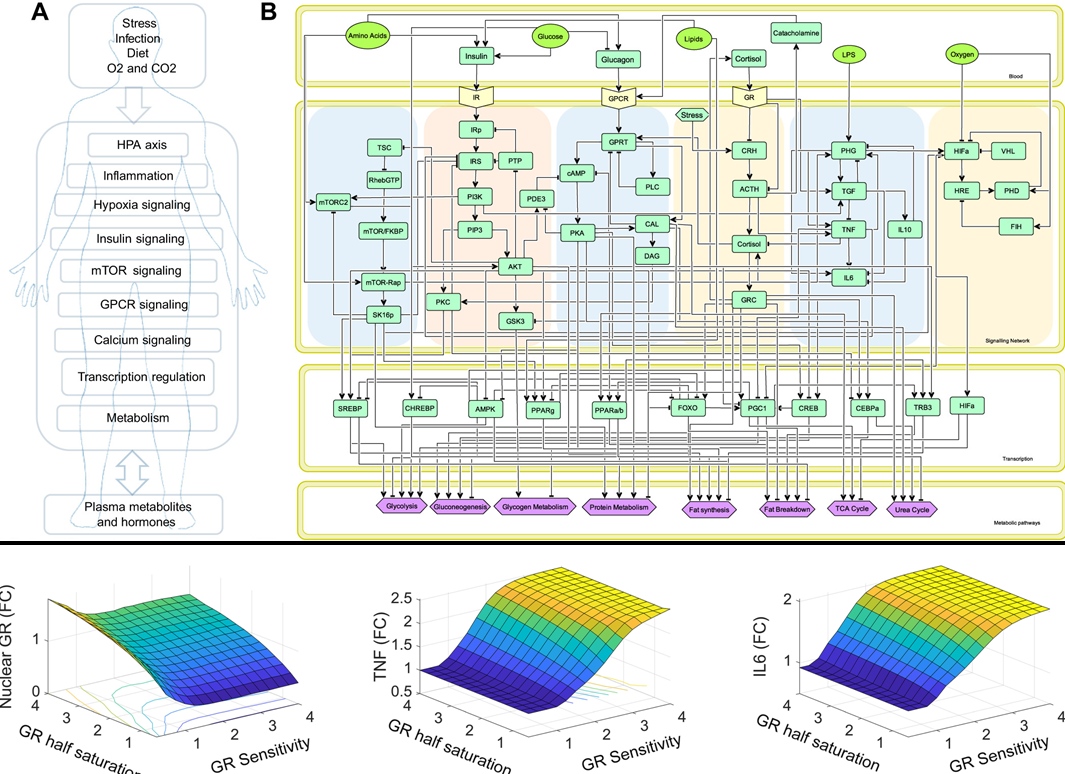 A
Stress
Infection
Diet
O2 and CO2
HPA axis
Inflammation
Hypoxia signaling
Insulin signaling
mTOR signaling
GPCR signaling
Calcium signaling
Transcription regulation
Metabolism
Plasma metabolites
and hormones
B
Amino Acids
Glucose
Lipids
Catacholamine
Insulin
Glucagon
Cortisol
LPS
Oxygen
Blood
IR
GPCR
GR
Stress
IRp
TSC
IRS
PTP
GPRT
CRH
PHG
HIFa
VHL
RhebGTP
cAMP
PLC
ACTH
TGF
HRE
PHD
mTORC2
PI3K
PDE3
mTOR/FKBP
PIP3
PKA
CAL
Cortisol
TNF
IL10
FIH
DAG
AKT
mTOR-Rap
IL6
PKC
GRC
SK16p
GSK3
Signalling Network
SREBP
CHREBP
AMPK
PPARg
PPARa/b
FOXO
PGC1
CREB
CEBPa
TRB3
HIFa
Transcription
Glycolysis
Gluconeogenesis
Glycogen Metabolism
Protein Metabolism
Fat synthesis
Fat Breakdown
TCA Cycle
Urea Cycle
Metabolic pathways
Nuclear GR (FC)
1
0
4
3
2
1
GR half saturation
1
2
3
4
GR Sensitivity
TNF (FC)
2.5
2
1.5
1
0.5
4
3
2
1
GR half saturation
1
2
3
4
GR Sensitivity
IL6 (FC)
2
1
4
3
2
1
GR half saturation
1
2
3
4
GR Sensitivity